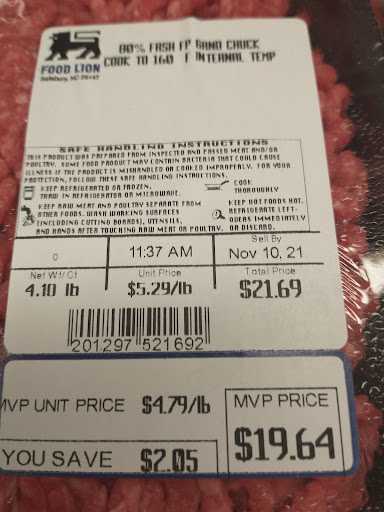 FOOD LION
Salisbury, NC 28147
80% FRSH FP GRND CHUCK
COOK TO 160 F INTERNAL TEMP
SAFE HANDLING INSTRUCTIONS
THIS PRODUCT WAS PREPARED FROM INSPECTED AND PASSED MEAT AND/OR
POULTRY. SOME FOOD PRODUCTS MAY CONTAIN BACTERIA THAT COULD CAUSE
ILLNESS IF THE PRODUCT IS MISHANDLED OR COOKED IMPROPERLY. FOR YOUR
PROTECTION, FOLLOW THESE SAFE HANDLING INSTRUCTIONS.
KEEP REFRIGERATED OR FROZEN.
THAW IN REFRIGERATOR OR MICROWAVE.
COOK
THOROUGHLY
KEEP RAW MEAT AND POULTRY SEPARATE FROM
OTHER FOODS. WASH WORKING SURFACES
(INCLUDING CUTTING BOARDS), UTENSILS,
AND HANDS AFTER TOUCHING RAW MEAT OR POULTRY.
KEEP HOT FOODS HOT.
REFRIGERATE LEFT-
OVERS IMMEDIATELY
OR DISCARD.
0
11:37 AM
Sell By
Nov 10, 21
Net Wt/Ct
4.10 lb
Unit Price
$5.29/lb
Total Price
$21.69
201297 521692
MVP UNIT PRICE $4.79/lb
MVP PRICE
$19.64
YOU SAVE $2.05